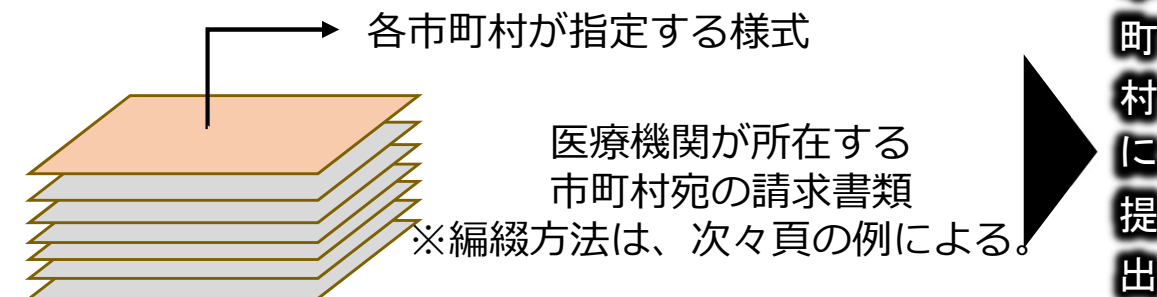 各市町村が指定する様式
医療機関が所在する
市町村宛の請求書類
※編綴方法は、次々頁の例による。
町村に提出